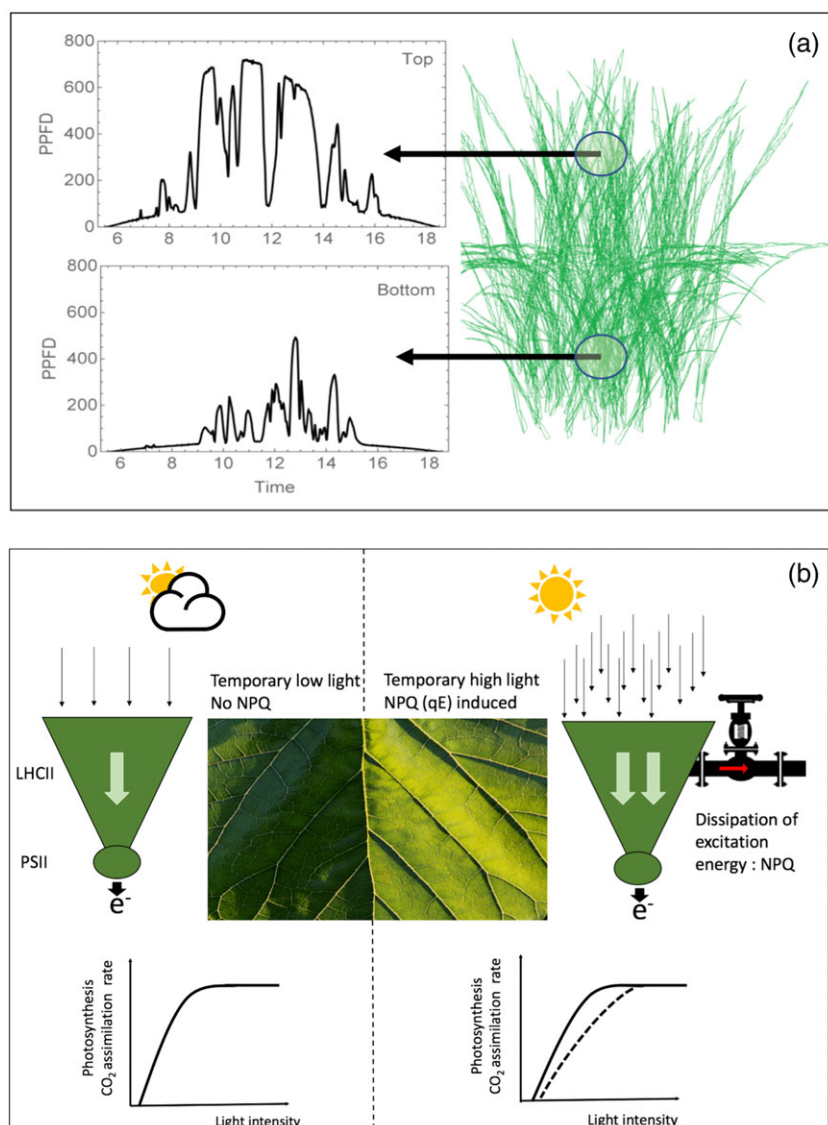 (a)
Top
800
600
400
200
0
PPFD
6 8 10 12 14 16 18
Bottom
800
600
400
200
0
PPFD
6 8 10 12 14 16 18
Time
(b)
Temporary low light
No NPQ
Temporary high light
NPQ (qE) induced
LHCII
PSII
e-
Dissipation of
excitation
energy : NPQ
e-
Photosynthesis
CO2 assimilation rate
Light intensity
Photosynthesis
CO2 assimilation rate
Light intensity